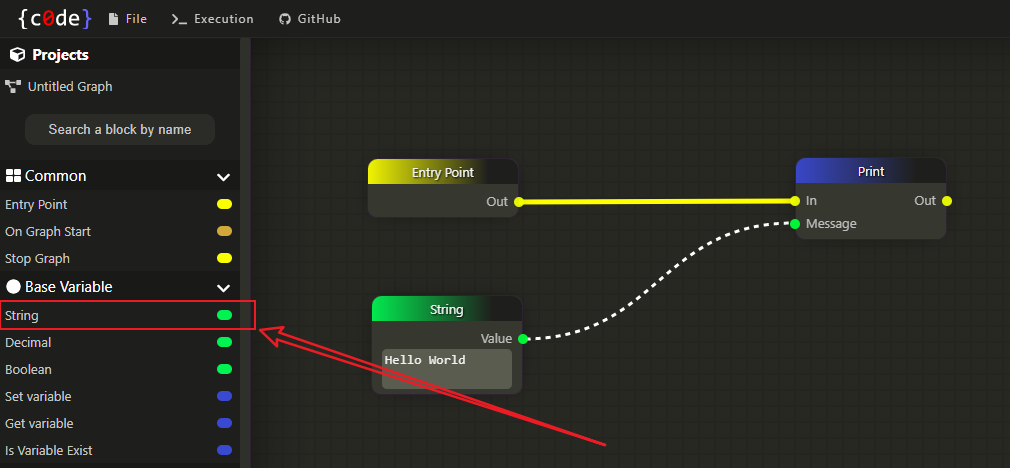 {c0de} File Execution GitHub
Projects
Untitled Graph
Search a block by name
Common
Entry Point
On Graph Start
Stop Graph
Base Variable
String
Decimal
Boolean
Set variable
Get variable
Is Variable Exist
Entry Point
Out
Print
In Out
Message
String
Value
Hello World